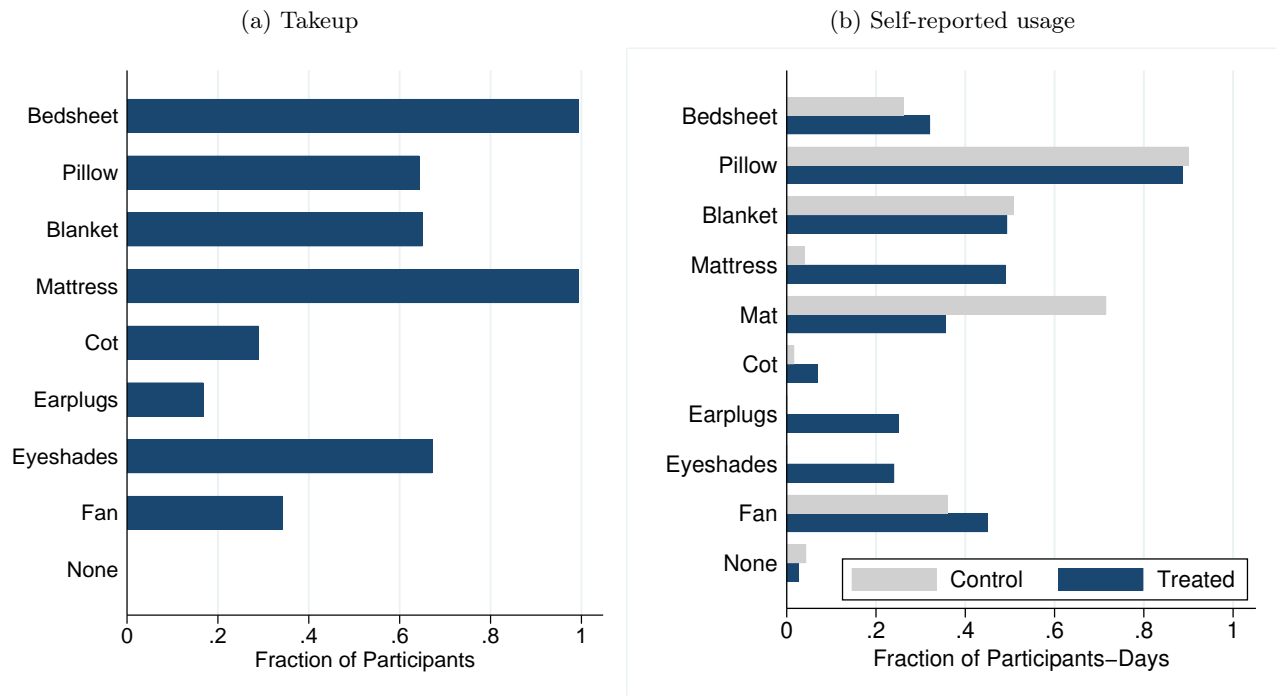 (a) Takeup
Bedsheet
Pillow
Blanket
Mattress
Cot
Earplugs
Eyeshades
Fan
None
0 .2 .4 .6 .8 1
Fraction of Participants
(b) Self-reported usage
Bedsheet
Pillow
Blanket
Mattress
Mat
Cot
Earplugs
Eyeshades
Fan
None
Control Treated
0 .2 .4 .6 .8 1
Fraction of Participants−Days